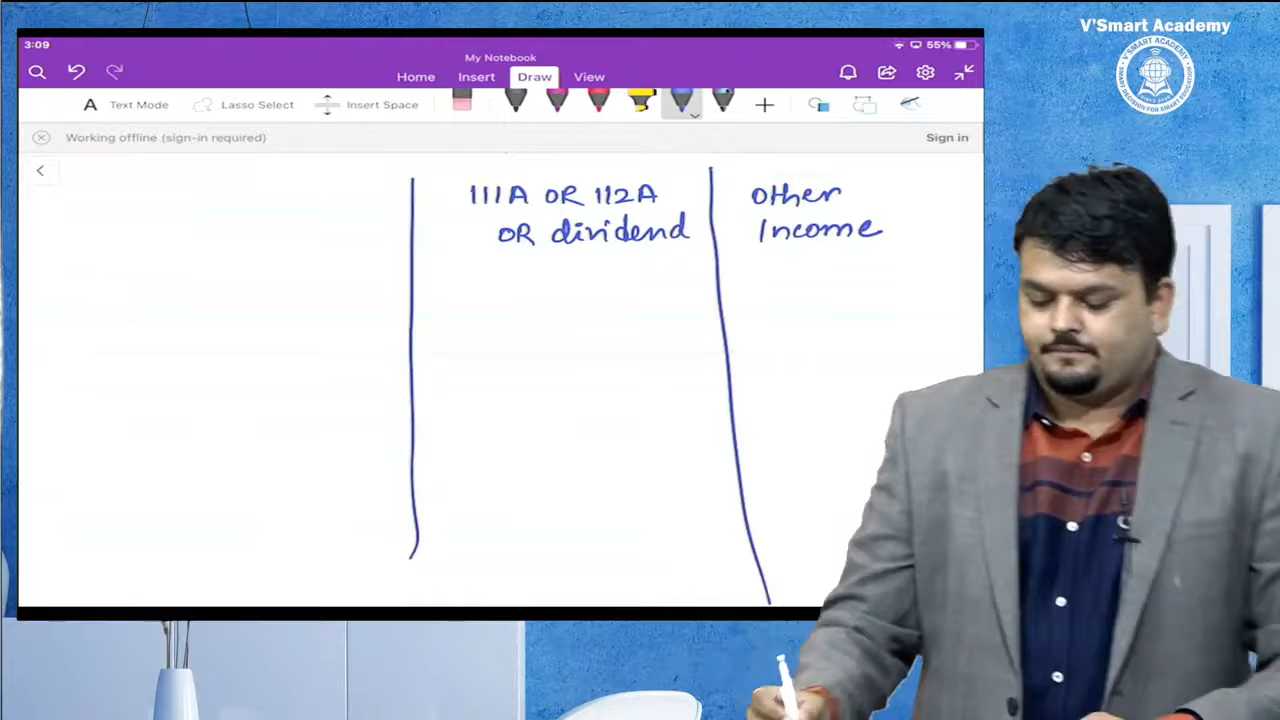 V'Smart Academy
3:09
55%
My Notebook
Home Insert Draw View
A Text Mode Lasso Select Insert Space
Working offline (sign-in required) Sign in
111A OR 112A
OR dividend
Other
Income